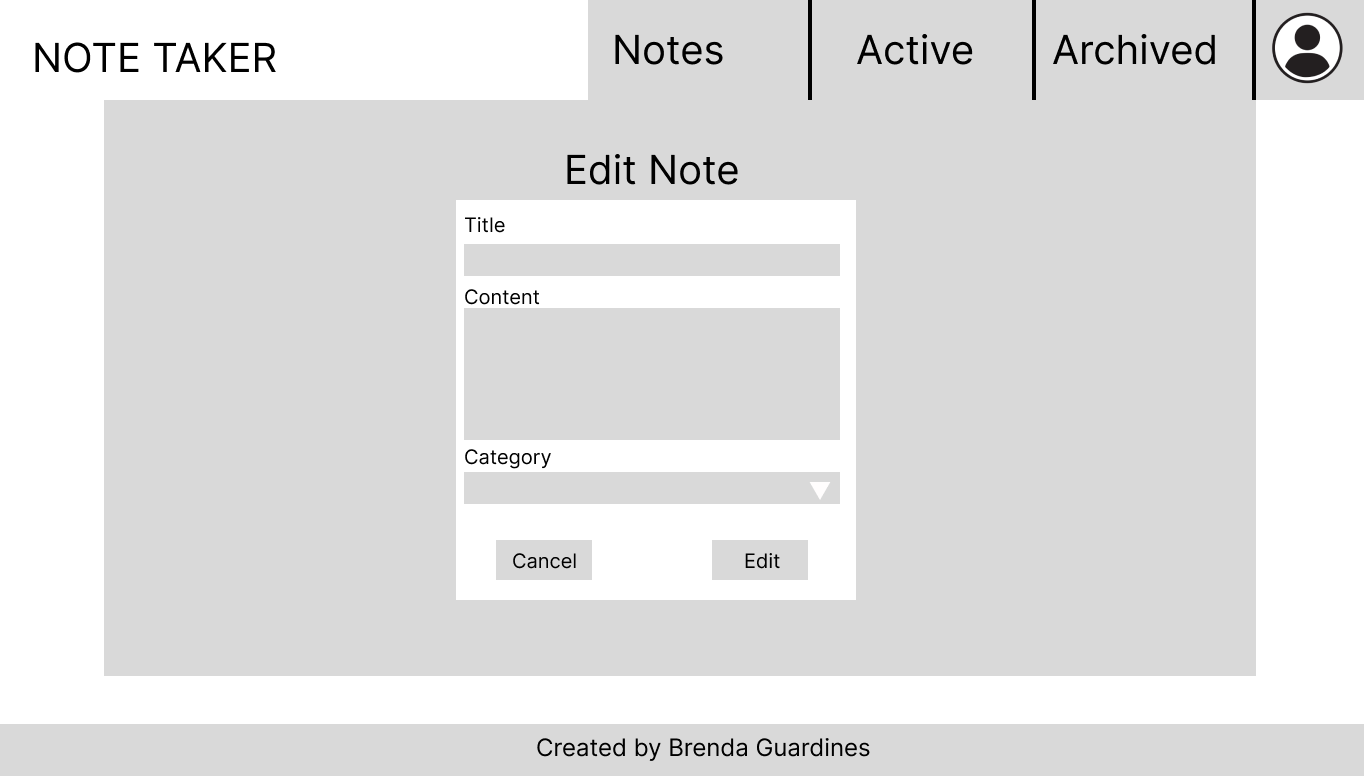 NOTE TAKER
Notes
Active
Archived
Edit Note
Title
Content
Category
Cancel
Edit
Created by Brenda Guardines